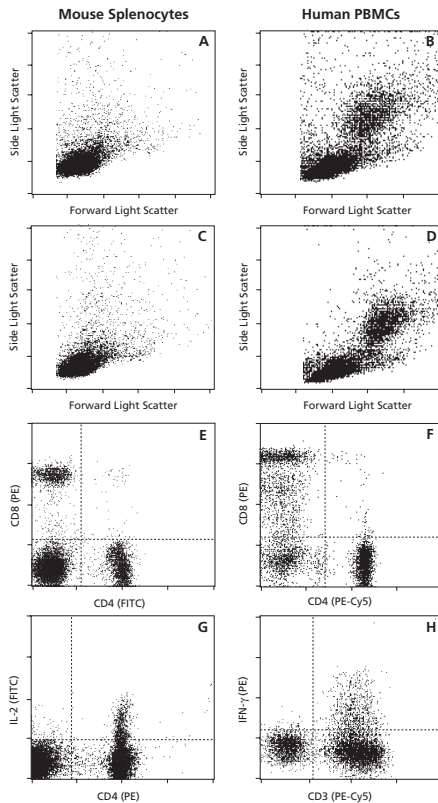 Mouse Splenocytes Human PBMCs
A B
Side Light Scatter Side Light Scatter
Forward Light Scatter Forward Light Scatter
C D
Side Light Scatter Side Light Scatter
Forward Light Scatter Forward Light Scatter
E F
CD8 (PE) CD8 (PE)
CD4 (FITC) CD4 (PE-Cy5)
G H
IL-2 (FITC) IFN-γ (PE)
CD4 (PE) CD3 (PE-Cy5)